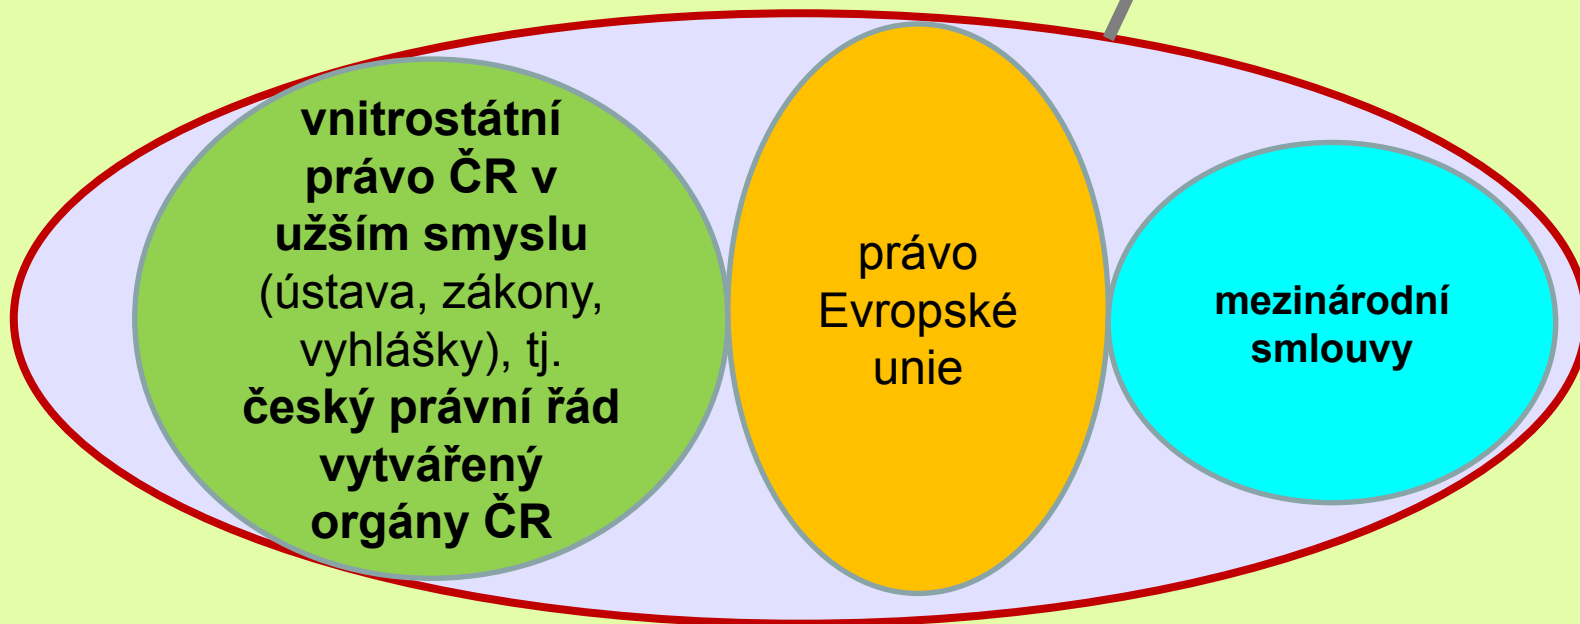 vnitrostátní
právo ČR v
užším smyslu
(ústava, zákony,
vyhlášky), tj.
český právní řád
vytvářený
orgány ČR
právo
Evropské
unie
mezinárodní
smlouvy